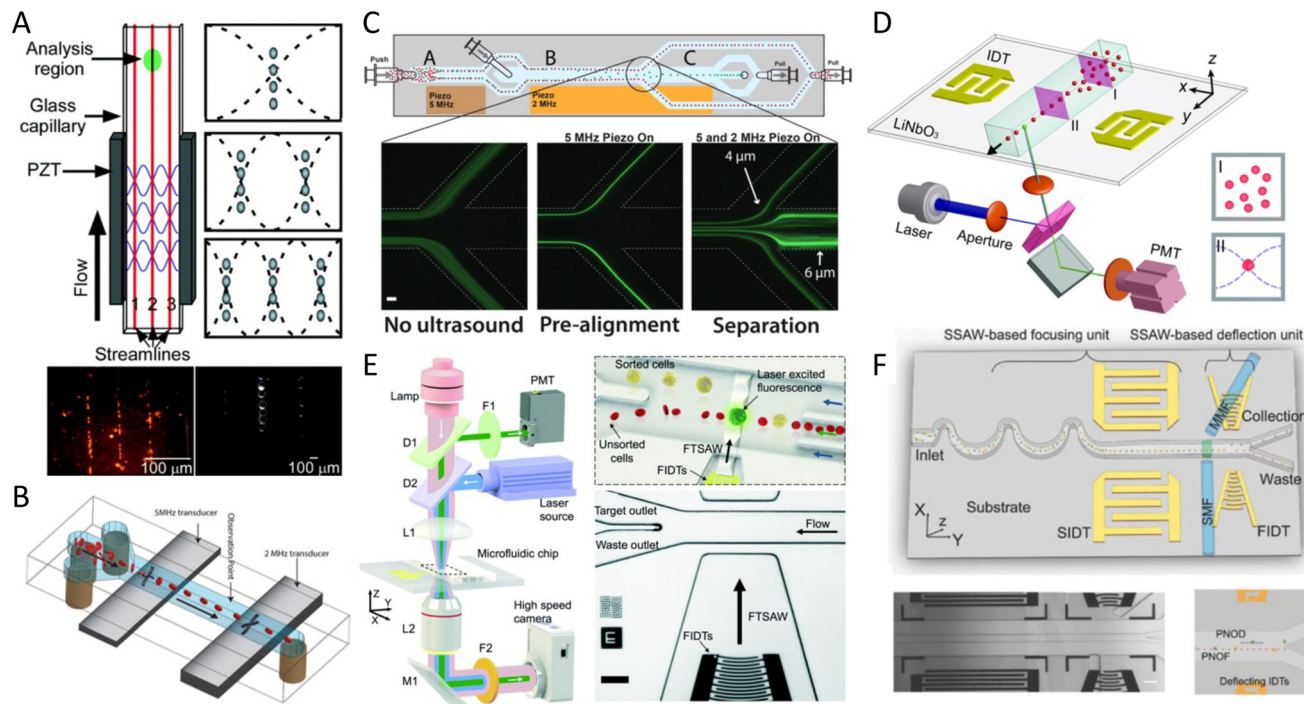 A
Analysis
region
Glass
capillary
PZT
Flow
1 2 3
Streamlines
100 µm
100 µm
B
5MHz transducer
Observation Point
2 MHz transducer
C
Push
A
B
C
Pull
Pull
Piezo
5 MHz
Piezo
2 MHz
5 MHz Piezo On
5 and 2 MHz Piezo On
4 µm
6 µm
No ultrasound
Pre-alignment
Separation
D
IDT
LiNbO₃
I
II
z
x
y
Laser
Aperture
PMT
I
II
E
Lamp
PMT
F1
D1
D2
Laser
source
L1
Microfluidic chip
Z
Y
X
L2
High speed
camera
F2
M1
Sorted cells
Laser excited
fluorescence
Unsorted
cells
FTSAW
FIDTs
Target outlet
Flow
Waste outlet
FTSAW
FIDTs
E
F
SSAW-based focusing unit
SSAW-based deflection unit
MMF
Collection
Inlet
Waste
SMF
Substrate
X
Z
Y
SIDT
FIDT
PNOD
PNOF
Deflecting IDTs